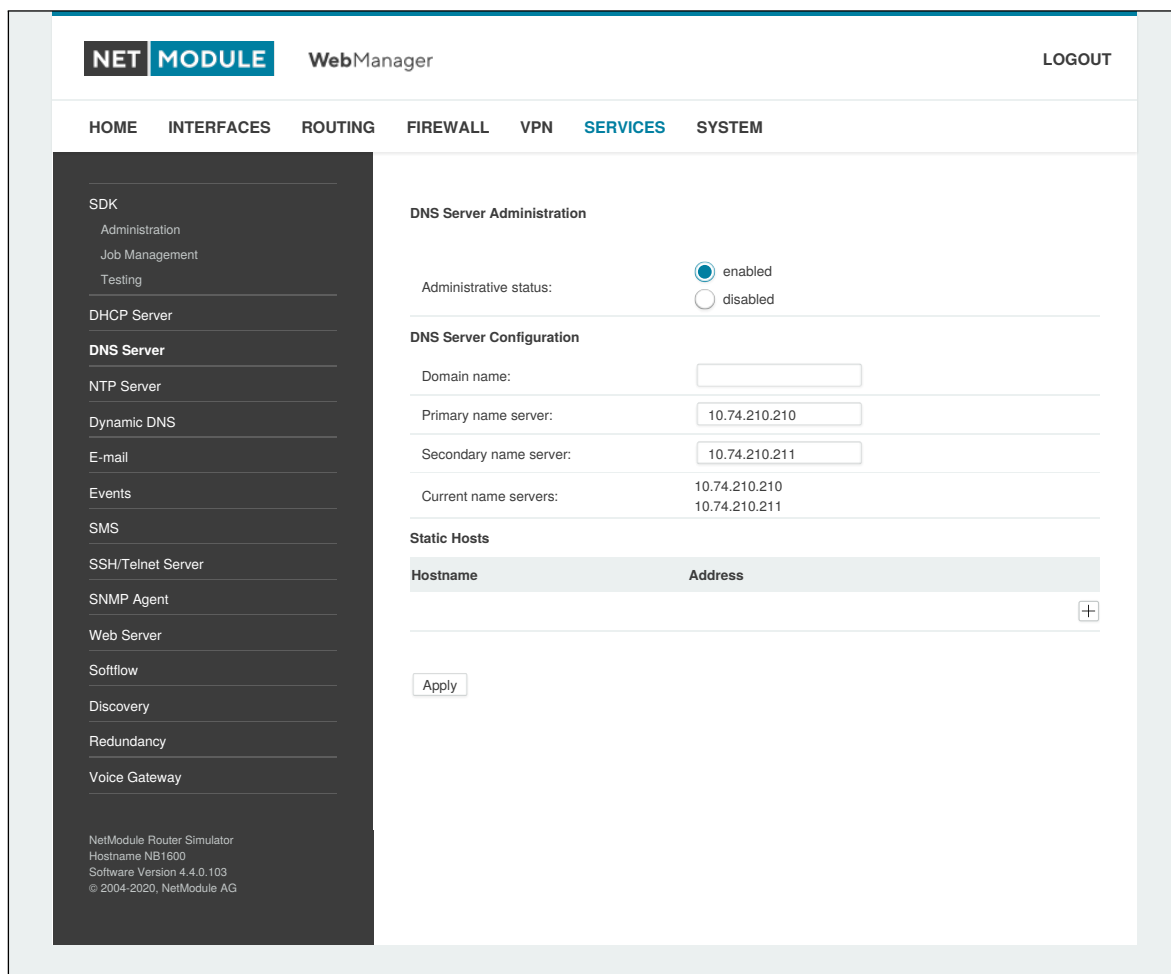 NET MODULE WebManager LOGOUT
HOME INTERFACES ROUTING FIREWALL VPN SERVICES SYSTEM
SDK
Administration
Job Management
Testing
DHCP Server
DNS Server
NTP Server
Dynamic DNS
E-mail
Events
SMS
SSH/Telnet Server
SNMP Agent
Web Server
Softflow
Discovery
Redundancy
Voice Gateway
NetModule Router Simulator
Hostname NB1600
Software Version 4.4.0.103
© 2004-2020, NetModule AG
DNS Server Administration
Administrative status:
enabled
disabled
DNS Server Configuration
Domain name:
Primary name server: 10.74.210.210
Secondary name server: 10.74.210.211
Current name servers:
10.74.210.210
10.74.210.211
Static Hosts
Hostname Address
Apply